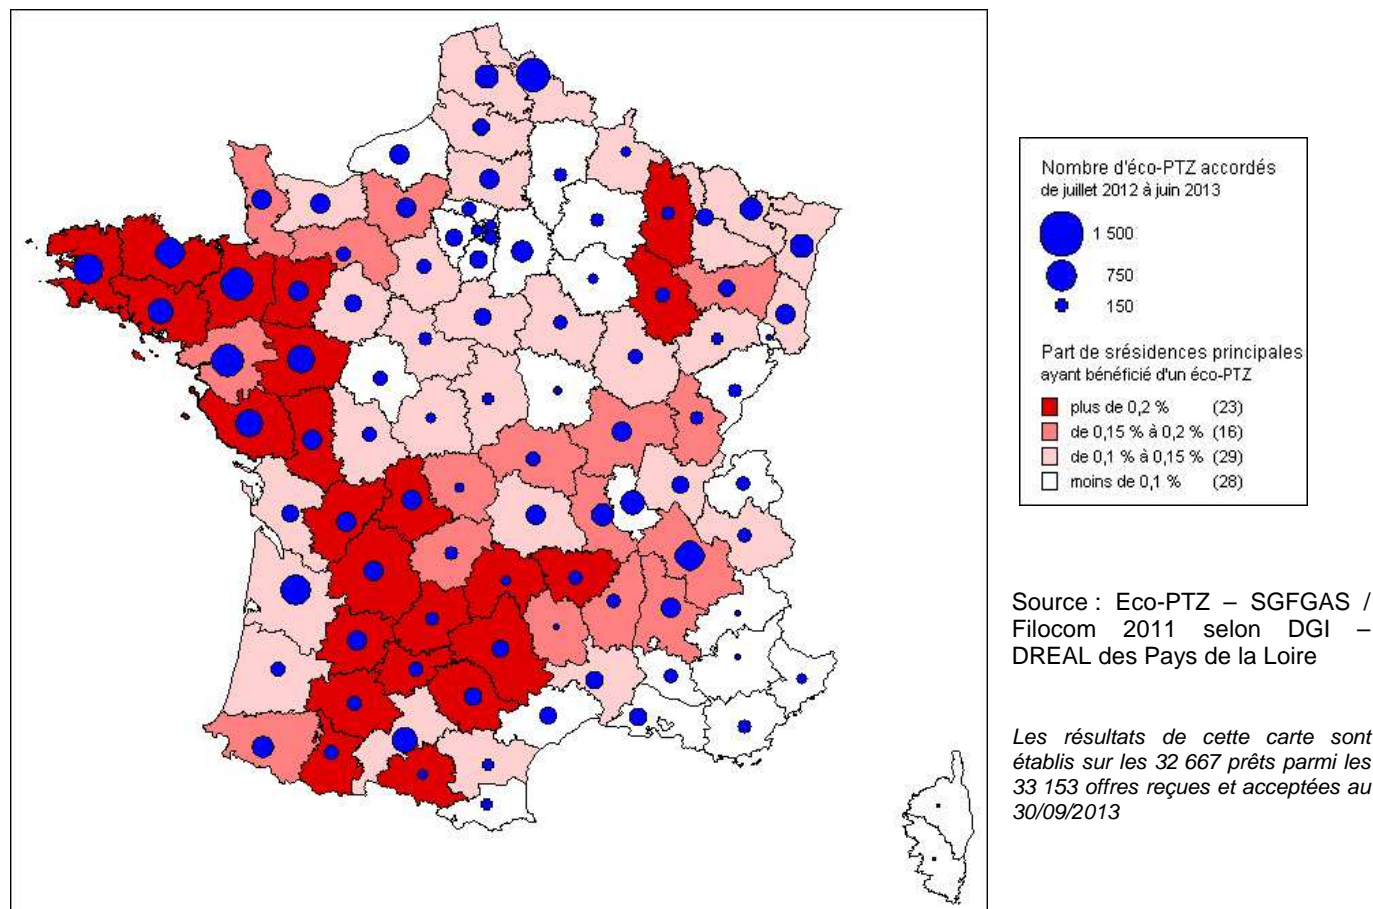 Nombre d'éco-PTZ accordés
de juillet 2012 à juin 2013
1 500
750
150
Part de srésidences principales
ayant bénéficié d'un éco-PTZ
plus de 0,2 % (23)
de 0,15 % à 0,2 % (16)
de 0,1 % à 0,15 % (29)
moins de 0,1 % (28)
Source : Eco-PTZ – SGFGAS /
Filocom 2011 selon DGI –
DREAL des Pays de la Loire
Les résultats de cette carte sont
établis sur les 32 667 prêts parmi les
33 153 offres reçues et acceptées au
30/09/2013